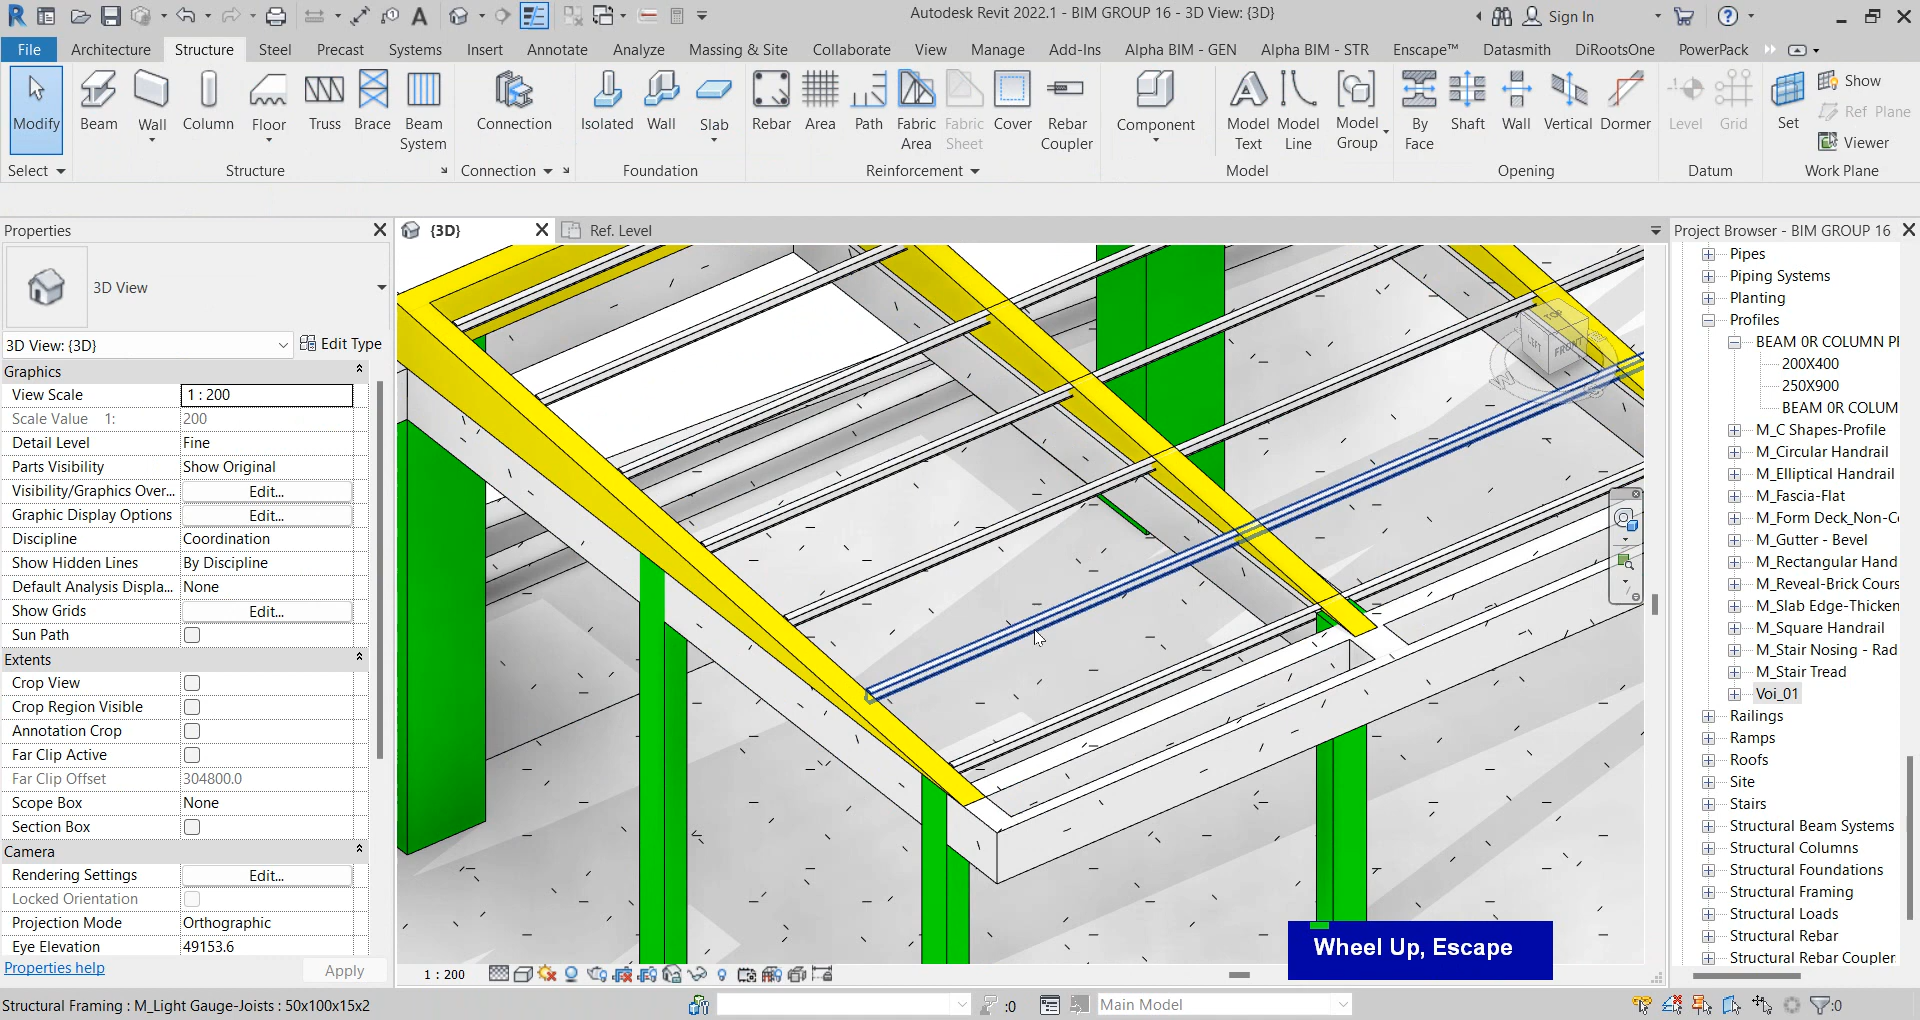 Autodesk Revit 2022.1 - BIM GROUP 16 - 3D View: {3D}
Sign In
File Architecture Structure Steel Precast Systems Insert Annotate Analyze Massing & Site Collaborate View Manage Add-Ins Alpha BIM - GEN Alpha BIM - STR Enscape™ Datasmith DiRootsOne PowerPack
Modify Beam Wall Column Floor Truss Brace Beam System Connection Isolated Wall Slab Rebar Area Path Fabric Area Fabric Sheet Cover Rebar Coupler Component Model Text Model Line Model Group By Face Shaft Wall Vertical Dormer Level Grid Set Show Ref Plane Viewer
Select Structure Connection Foundation Reinforcement Model Opening Datum Work Plane
Properties
3D View
3D View: {3D} Edit Type
Graphics
View Scale 1 : 200
Scale Value 1: 200
Detail Level Fine
Parts Visibility Show Original
Visibility/Graphics Over... Edit...
Graphic Display Options Edit...
Discipline Coordination
Show Hidden Lines By Discipline
Default Analysis Displa... None
Show Grids Edit...
Sun Path
Extents
Crop View
Crop Region Visible
Annotation Crop
Far Clip Active
Far Clip Offset 304800.0
Scope Box None
Section Box
Camera
Rendering Settings Edit...
Locked Orientation
Projection Mode Orthographic
Eye Elevation 49153.6
Properties help Apply
{3D} Ref. Level
TOP
LEFT
FRONT
W
Wheel Up, Escape
1 : 200
Project Browser - BIM GROUP 16
Pipes
Piping Systems
Planting
Profiles
BEAM 0R COLUMN PI
200X400
250X900
BEAM 0R COLUM
M_C Shapes-Profile
M_Circular Handrail
M_Elliptical Handrail
M_Fascia-Flat
M_Form Deck_Non-Co
M_Gutter - Bevel
M_Rectangular Hand
M_Reveal-Brick Cours
M_Slab Edge-Thicken
M_Square Handrail
M_Stair Nosing - Rad
M_Stair Tread
Voi_01
Railings
Ramps
Roofs
Site
Stairs
Structural Beam Systems
Structural Columns
Structural Foundations
Structural Framing
Structural Loads
Structural Rebar
Structural Rebar Coupler
Structural Framing : M_Light Gauge-Joists : 50x100x15x2
:0
Main Model
:0